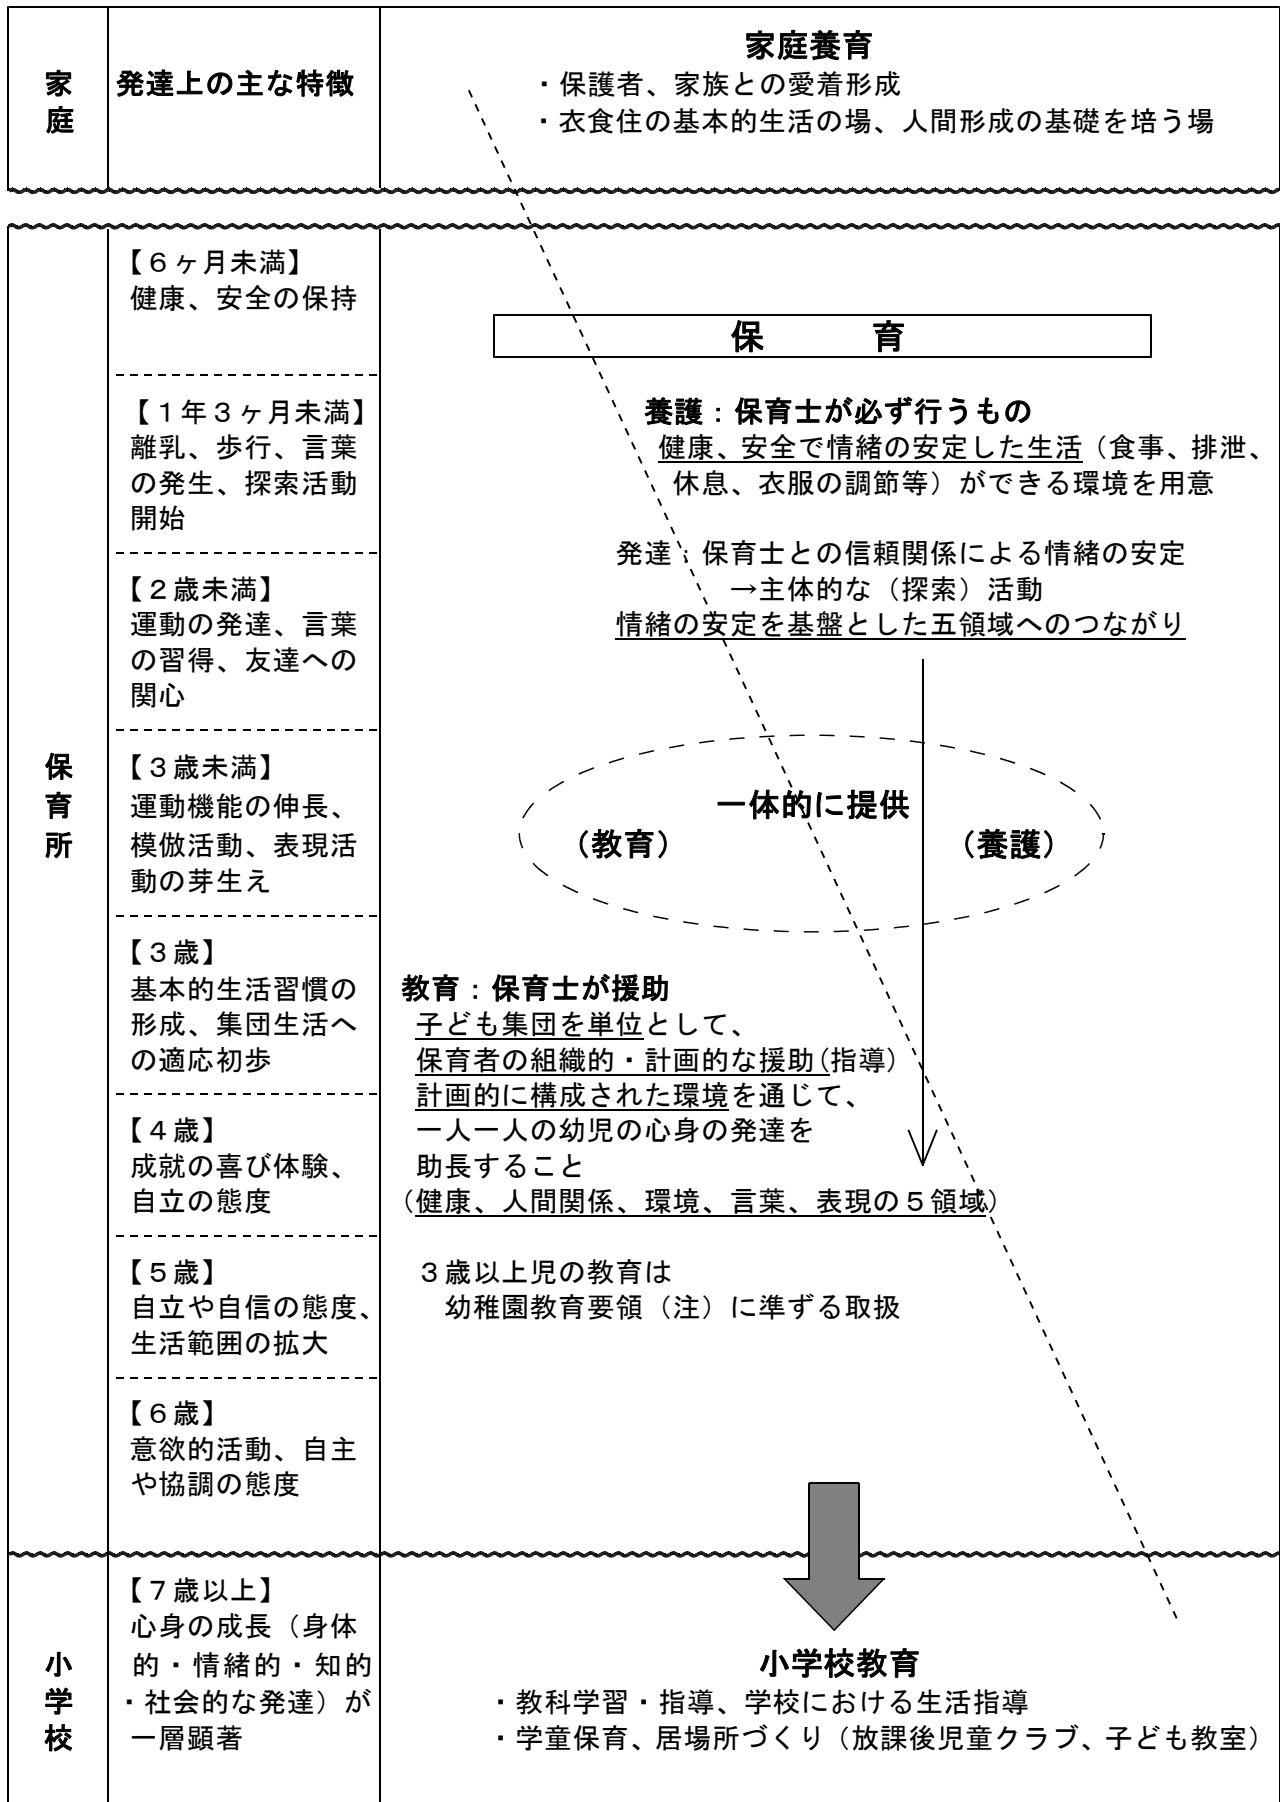 家庭
発達上の主な特徴
家庭養育
・保護者、家族との愛着形成
・衣食住の基本的生活の場、人間形成の基礎を培う場
保育所
【６ヶ月未満】
健康、安全の保持
【１年３ヶ月未満】
離乳、歩行、言葉
の発生、探索活動
開始
【２歳未満】
運動の発達、言葉
の習得、友達への
関心
【３歳未満】
運動機能の伸長、
模倣活動、表現活
動の芽生え
【３歳】
基本的生活習慣の
形成、集団生活へ
の適応初歩
【４歳】
成就の喜び体験、
自立の態度
【５歳】
自立や自信の態度、
生活範囲の拡大
【６歳】
意欲的活動、自主
や協調の態度
保　育
養護：保育士が必ず行うもの
健康、安全で情緒の安定した生活（食事、排泄、
休息、衣服の調節等）ができる環境を用意
発達：保育士との信頼関係による情緒の安定
→主体的な（探索）活動
情緒の安定を基盤とした五領域へのつながり
一体的に提供
（教育）　（養護）
教育：保育士が援助
子ども集団を単位として、
保育者の組織的・計画的な援助（指導）
計画的に構成された環境を通じて、
一人一人の幼児の心身の発達を
助長すること
（健康、人間関係、環境、言葉、表現の５領域）
３歳以上児の教育は
幼稚園教育要領（注）に準ずる取扱
小学校
【７歳以上】
心身の成長（身体
的・情緒的・知的
・社会的な発達）が
一層顕著
小学校教育
・教科学習・指導、学校における生活指導
・学童保育、居場所づくり（放課後児童クラブ、子ども教室）